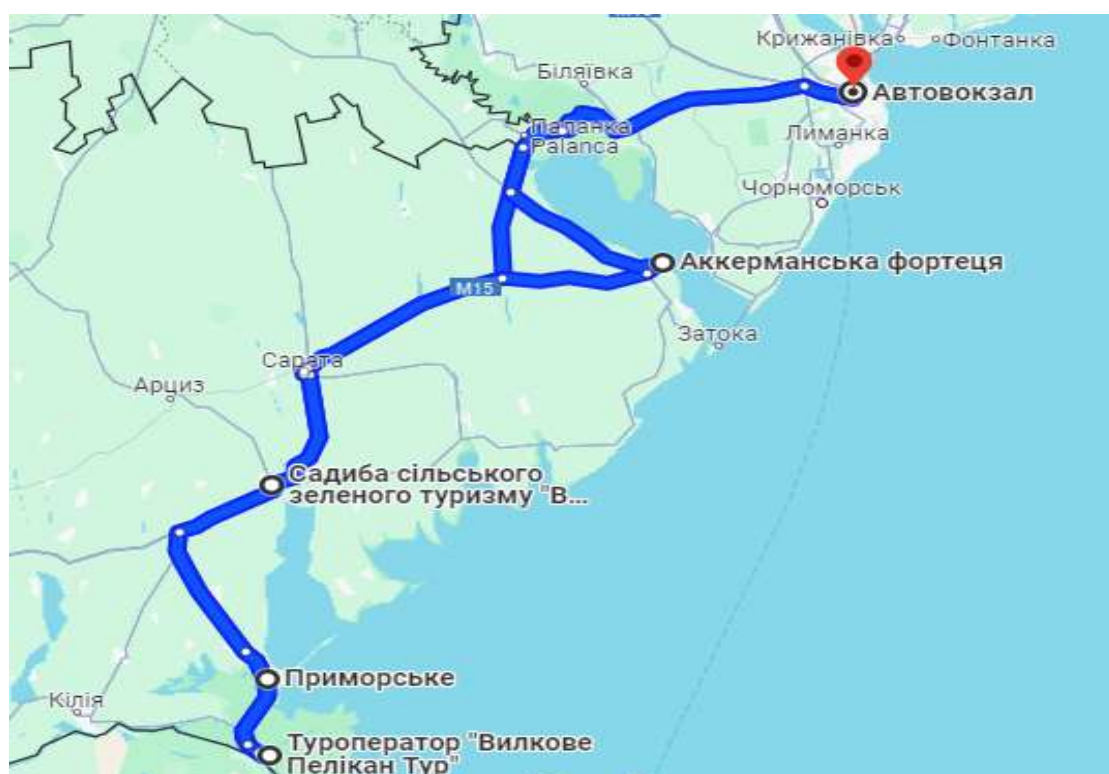 Крижанівка
Фонтанка
Біляївка
Автовокзал
Паланка
Palanca
Лиманка
Чорноморськ
Аккерманська фортеця
M15
Затока
Сарата
Арциз
Садиба сільського
зеленого туризму "В...
Приморське
Кілія
Туроператор "Вилкове
Пелікан Тур"